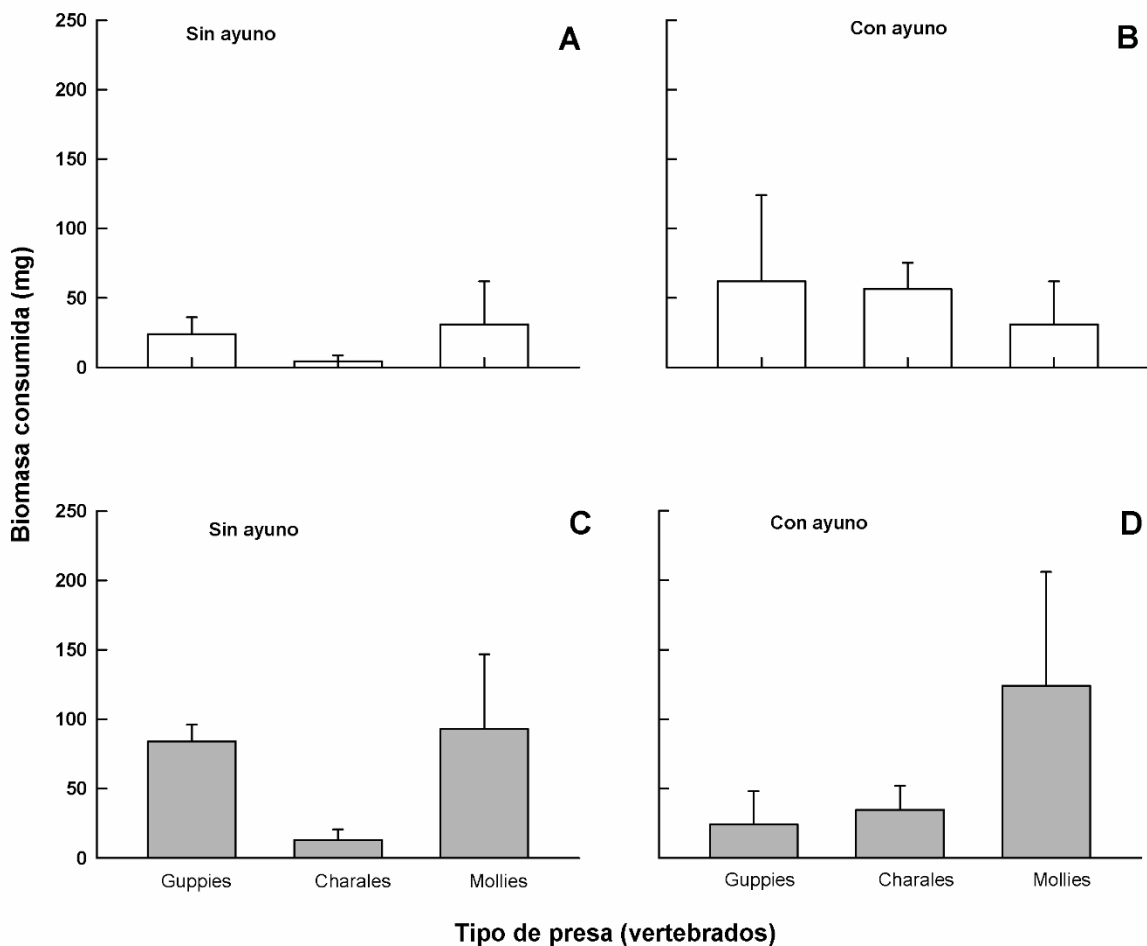 Sin ayuno
A
Con ayuno
B
250
200
150
100
50
0
Biomasa consumida (mg)
Sin ayuno
C
Con ayuno
D
250
200
150
100
50
0
Guppies Charales Mollies
Guppies Charales Mollies
Tipo de presa (vertebrados)